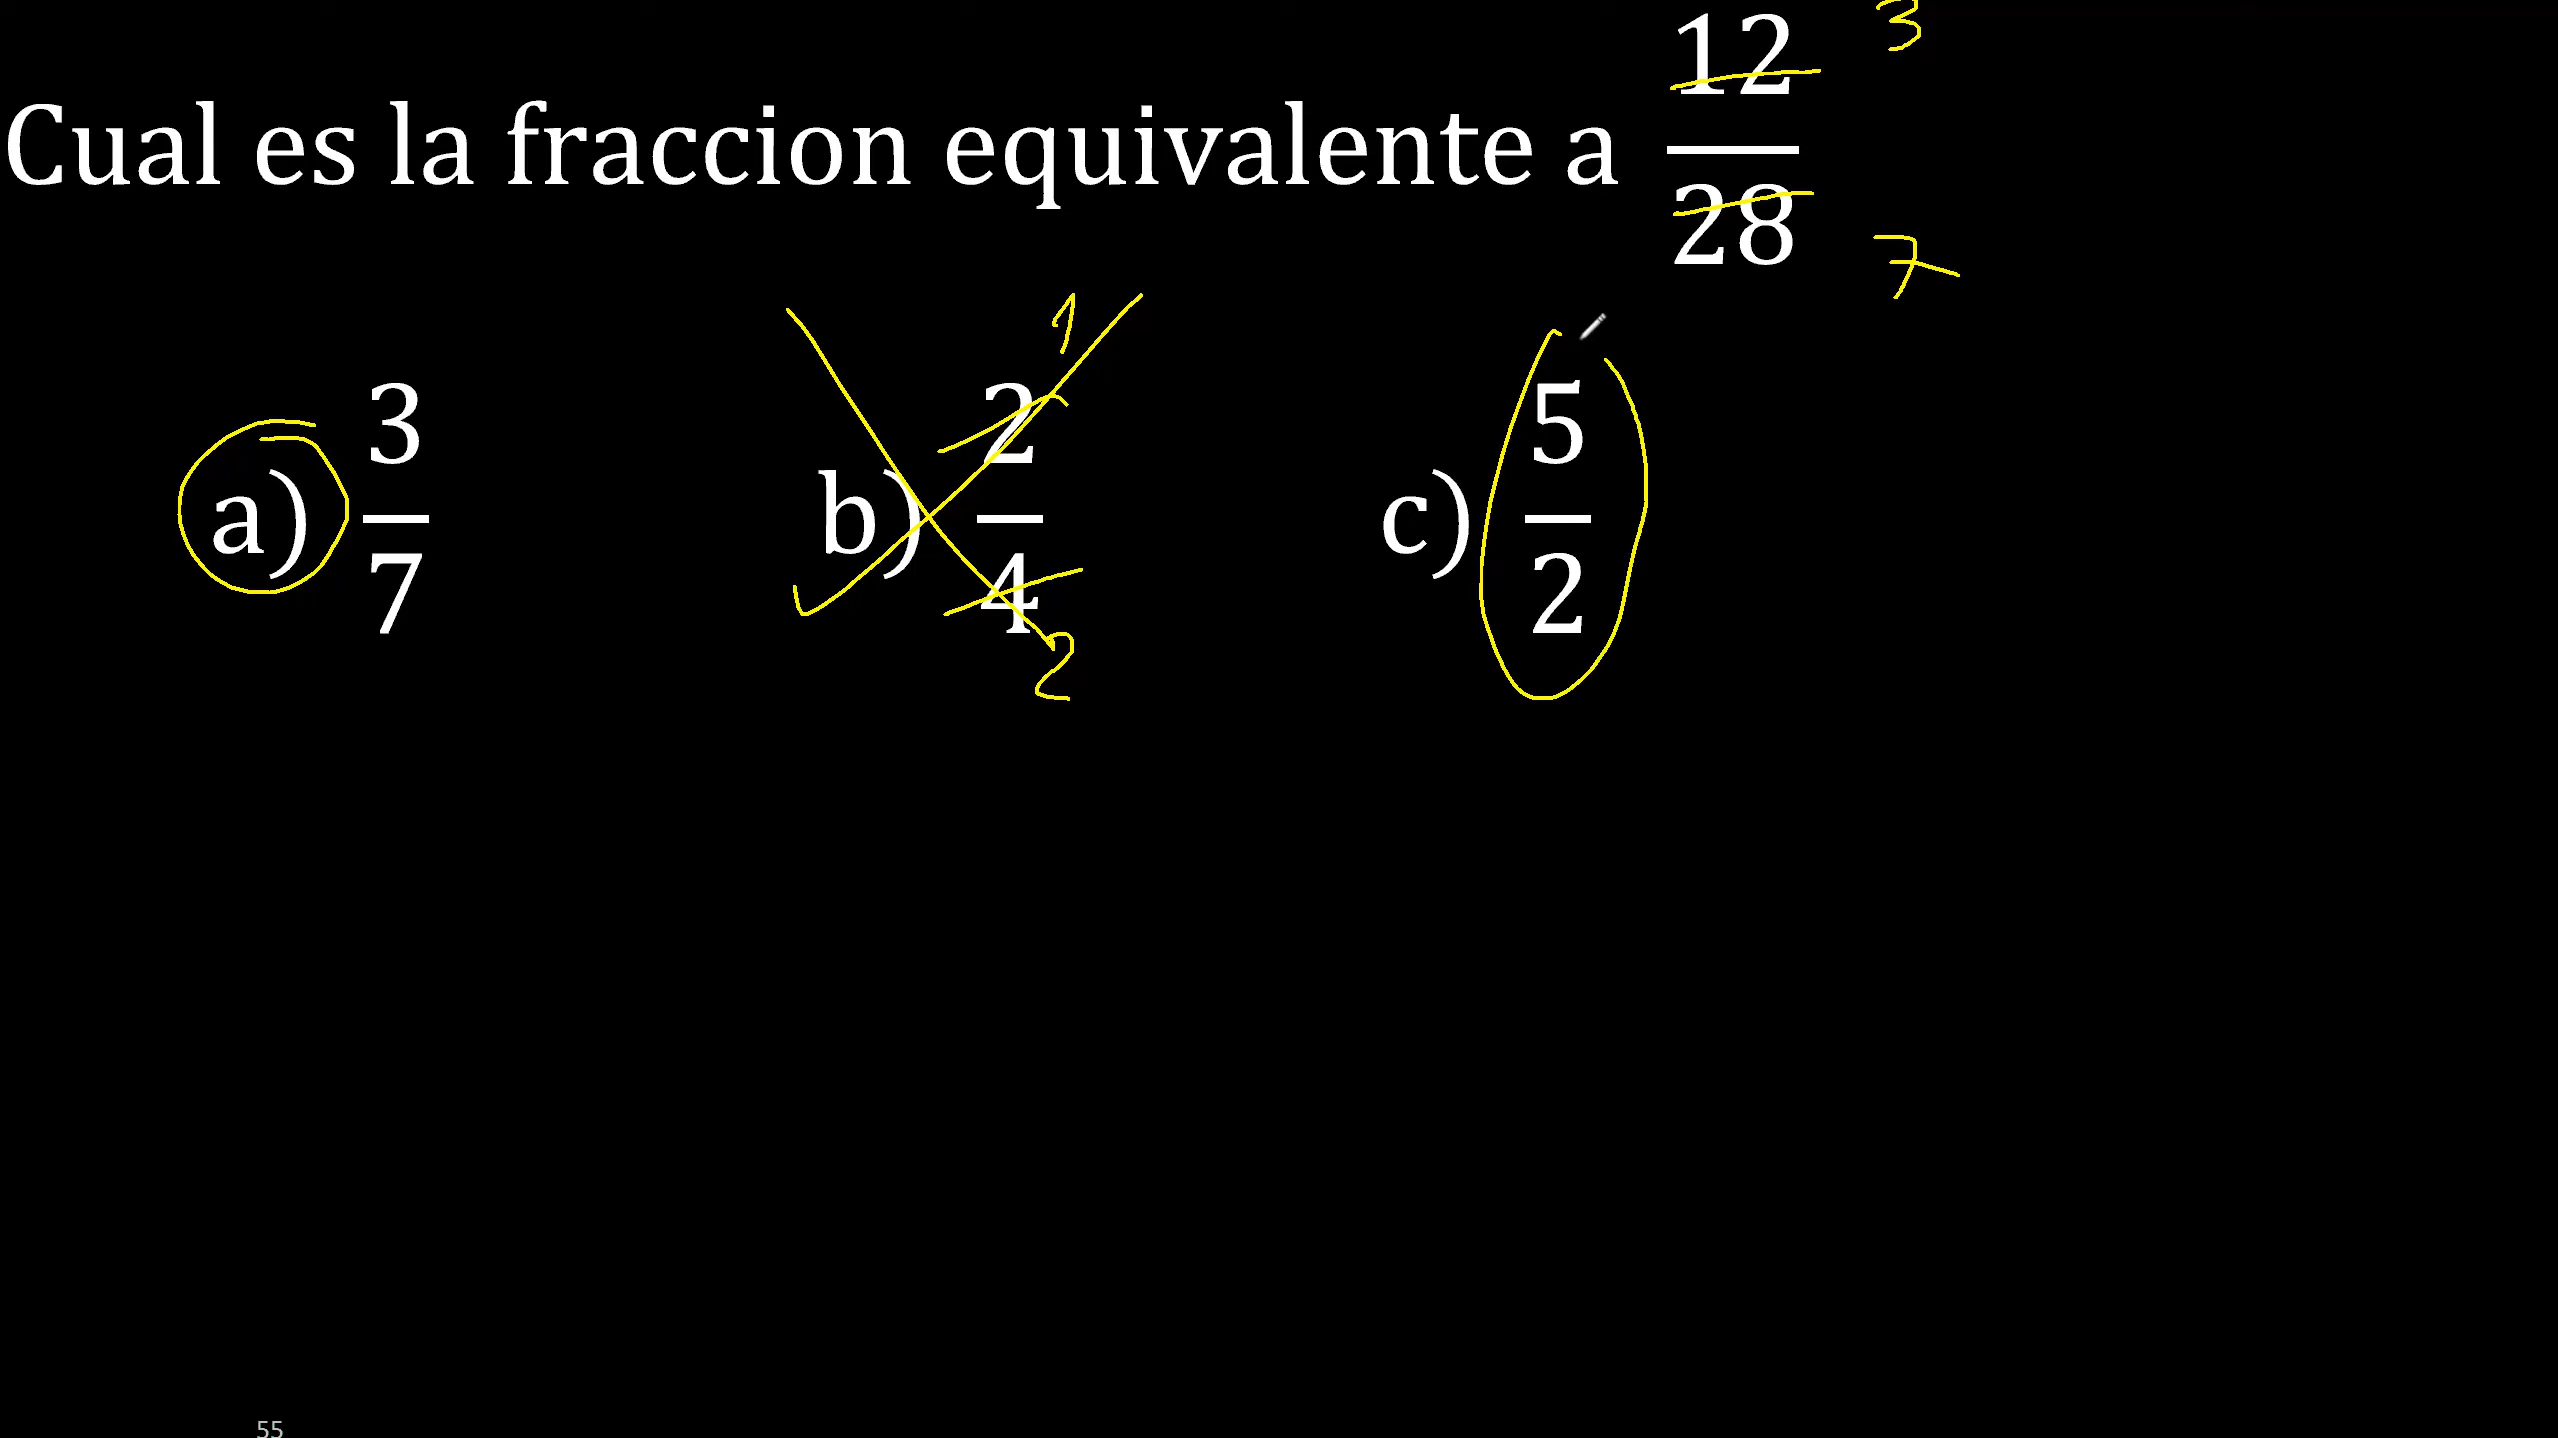 Cual es la fraccion equivalente a 12/28 3 7
1
a) 3/7 b) 2/4 c) 5/2
2
55